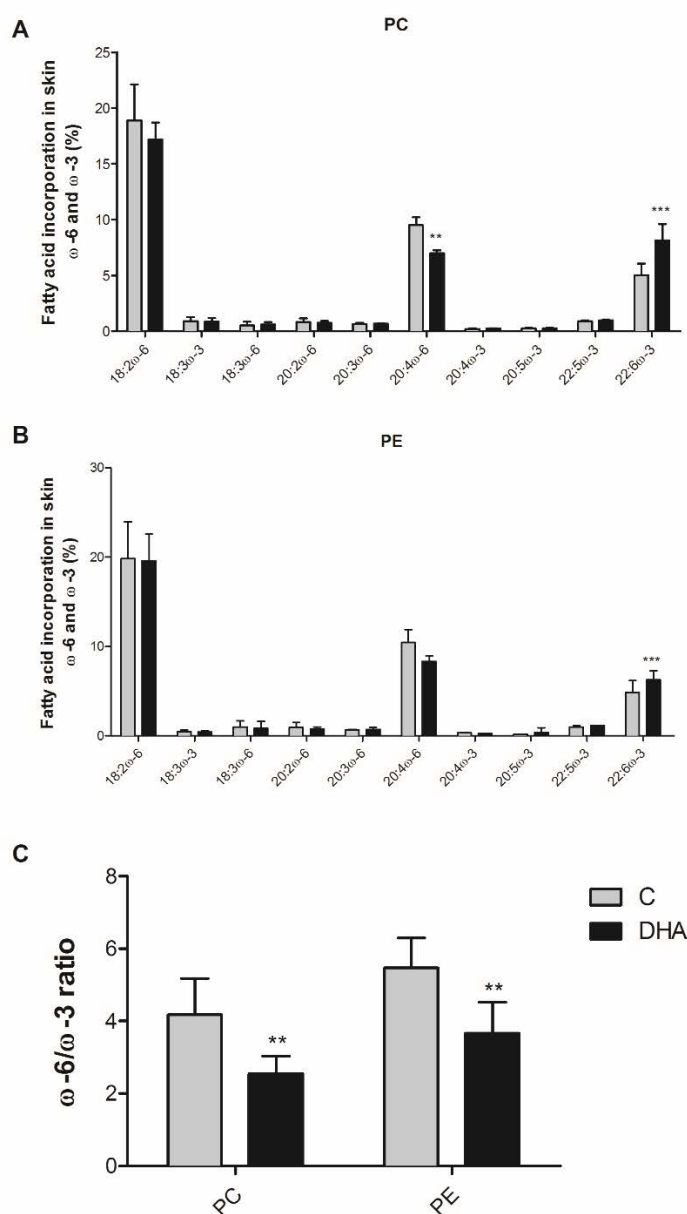 A
PC
Fatty acid incorporation in skin
ω -6 and ω -3 (%)
25
20
15
10
5
0
**
***
18:2ω-6
18:3ω-3
18:3ω-6
20:2ω-6
20:3ω-6
20:4ω-6
20:4ω-3
20:5ω-3
22:5ω-3
22:6ω-3
B
PE
Fatty acid incorporation in skin
ω -6 and ω -3 (%)
30
20
10
0
***
18:2ω-6
18:3ω-3
18:3ω-6
20:2ω-6
20:3ω-6
20:4ω-6
20:4ω-3
20:5ω-3
22:5ω-3
22:6ω-3
C
ω -6/ω -3 ratio
8
6
4
2
0
**
**
PC
PE
C
DHA